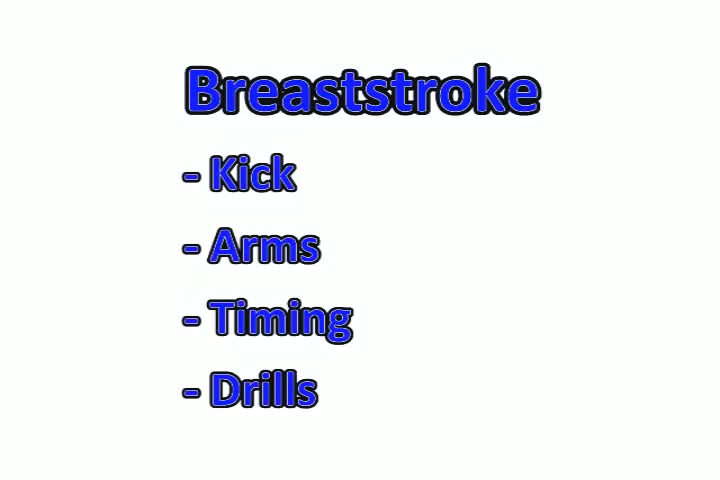 Breaststroke
- Kick
- Arms
- Timing
- Drills